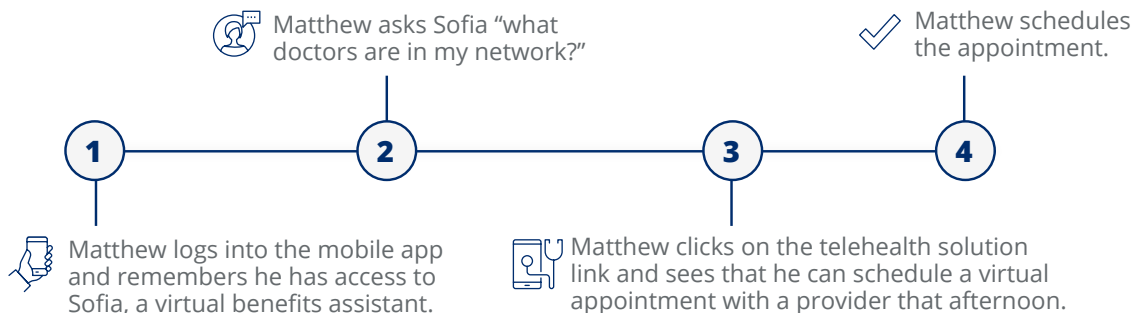 Matthew asks Sofia “what
doctors are in my network?”
Matthew schedules
the appointment.
1
2
3
4
Matthew logs into the mobile app
and remembers he has access to
Sofia, a virtual benefits assistant.
Matthew clicks on the telehealth solution
link and sees that he can schedule a virtual
appointment with a provider that afternoon.